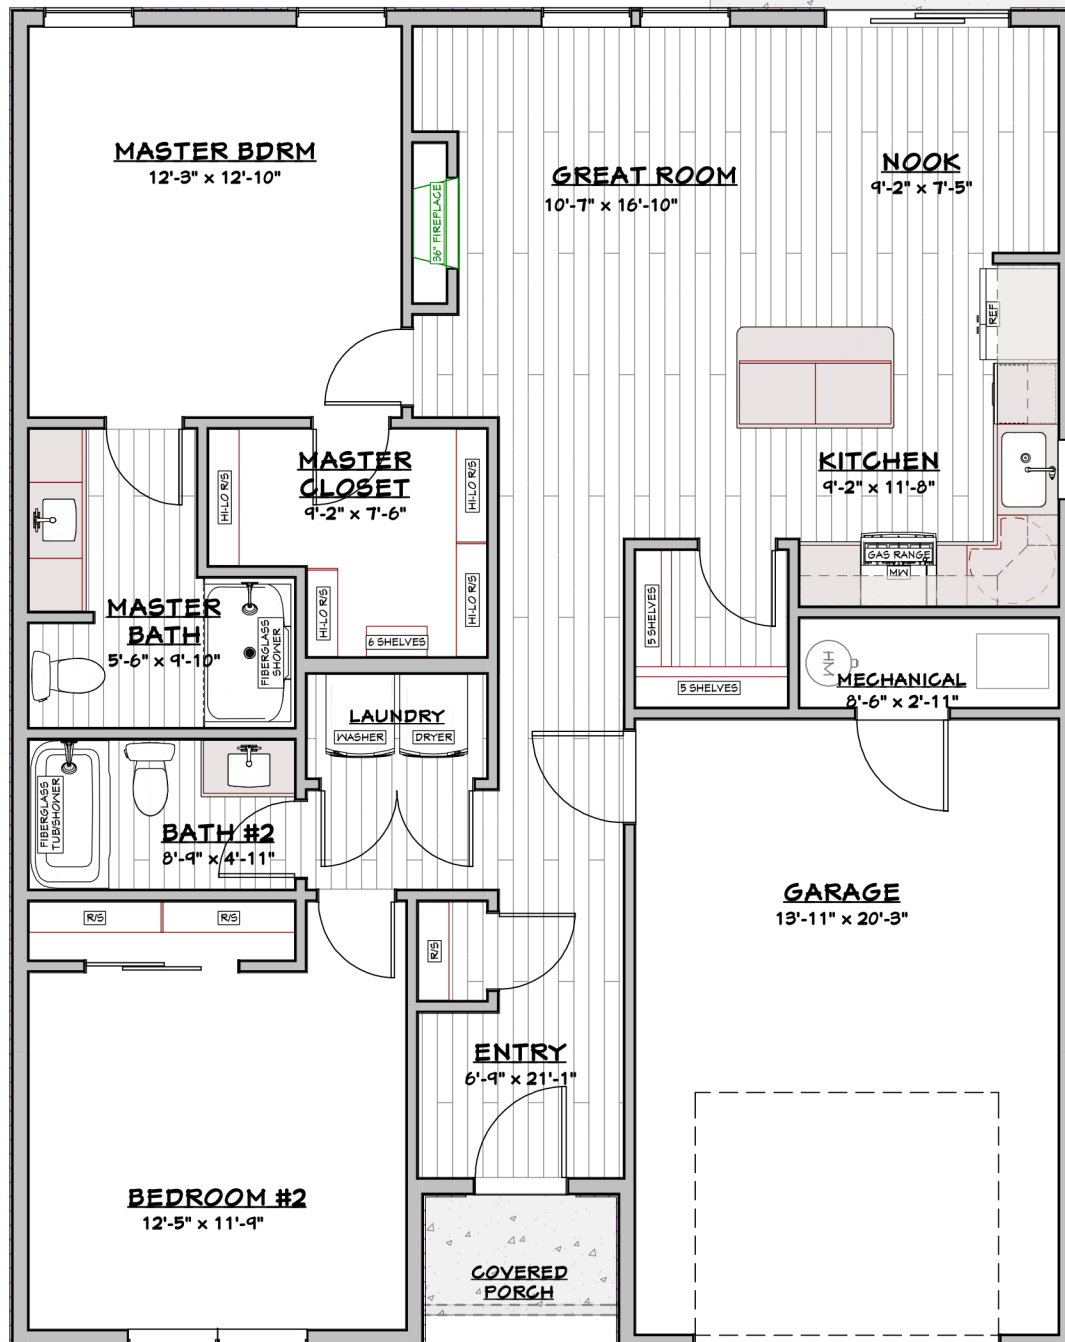 MASTER BDRM
12'-3" x 12'-10"
36" FIREPLACE
GREAT ROOM
10'-7" x 16'-10"
NOOK
9'-2" x 7'-5"
REF
KITCHEN
9'-2" x 11'-8"
GAS RANGE
MW
MASTER
CLOSET
9'-2" x 7'-6"
HI-LO R/S
HI-LO R/S
HI-LO R/S
HI-LO R/S
6 SHELVES
MASTER
BATH
5'-6" x 9'-10"
FIBERGLASS
SHOWER
5 SHELVES
5 SHELVES
MECHANICAL
8'-6" x 2'-11"
HM
LAUNDRY
WASHER
DRYER
FIBERGLASS
TUB/SHOWER
BATH #2
8'-9" x 4'-11"
R/S
R/S
R/S
GARAGE
13'-11" x 20'-3"
ENTRY
6'-9" x 21'-1"
BEDROOM #2
12'-5" x 11'-9"
COVERED
PORCH